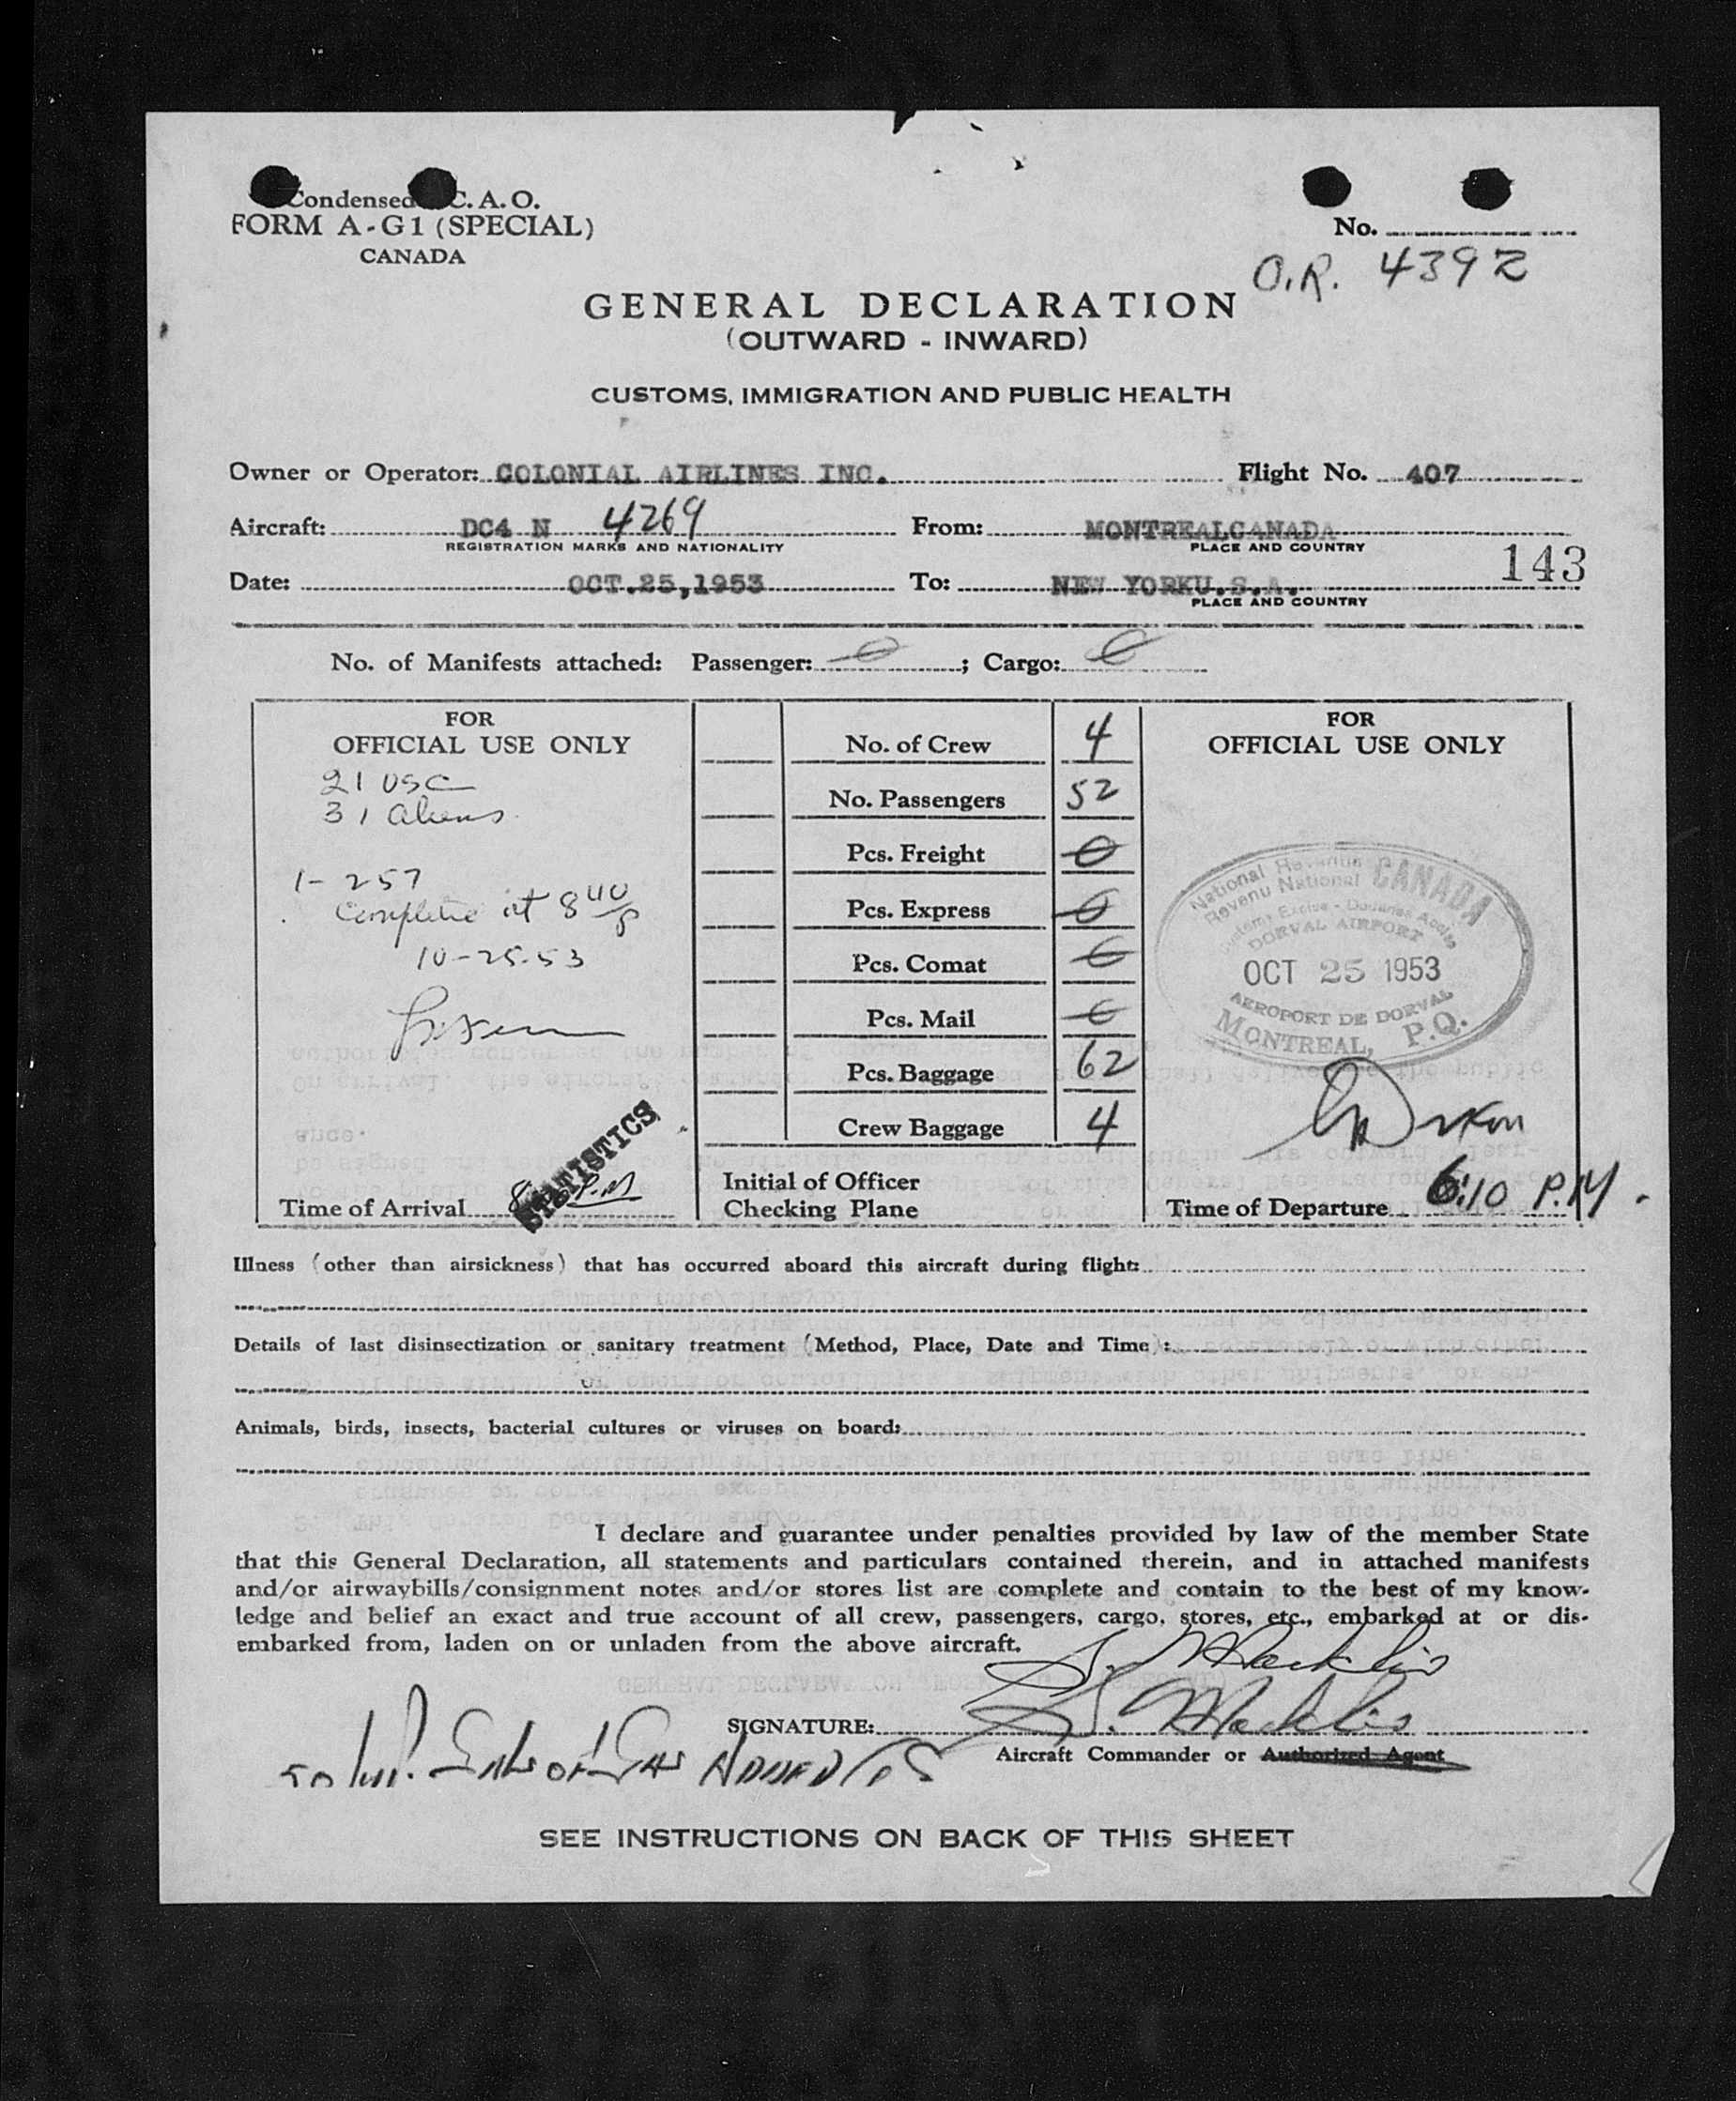 Condensed C. A. O.
FORM A-G1 (SPECIAL)
CANADA
No.
O.R. 4392
GENERAL DECLARATION
(OUTWARD - INWARD)
CUSTOMS, IMMIGRATION AND PUBLIC HEALTH
Owner or Operator: COLONIAL AIRLINES INC. Flight No. 407
Aircraft: DC4 N 4269 From: MONTREALCANADA
REGISTRATION MARKS AND NATIONALITY PLACE AND COUNTRY
143
Date: OCT.25,1953 To: NEW YORKU.S.A.
PLACE AND COUNTRY
No. of Manifests attached: Passenger: 0; Cargo: 0
FOR
OFFICIAL USE ONLY
21 USC
31 Aliens
1-257
Complete at 8 40/p
10-25-53
STATISTICS
Time of Arrival P.M
No. of Crew 4
No. Passengers 52
Pcs. Freight 0
Pcs. Express 0
Pcs. Comat 0
Pcs. Mail 0
Pcs. Baggage 62
Crew Baggage 4
Initial of Officer
Checking Plane
FOR
OFFICIAL USE ONLY
National Revenue CANADA
Revenu National
Customs Excise - Douanes Accise
DORVAL AIRPORT
OCT 25 1953
AEROPORT DE DORVAL
MONTREAL, P.Q.
Time of Departure 6:10 P.M.
Illness (other than airsickness) that has occurred aboard this aircraft during flight:
Details of last disinsectization or sanitary treatment (Method, Place, Date and Time):
Animals, birds, insects, bacterial cultures or viruses on board:
I declare and guarantee under penalties provided by law of the member State
that this General Declaration, all statements and particulars contained therein, and in attached manifests
and/or airwaybills/consignment notes and/or stores list are complete and contain to the best of my know-
ledge and belief an exact and true account of all crew, passengers, cargo, stores, etc., embarked at or dis-
embarked from, laden on or unladen from the above aircraft.
S. Macklis
SIGNATURE: S. Macklis
Aircraft Commander or Authorized Agent
SEE INSTRUCTIONS ON BACK OF THIS SHEET